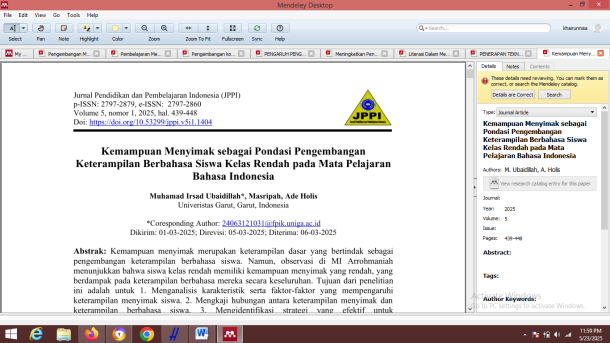 Mendeley Desktop
File Edit View Go Tools Help
Select Pan Note Highlight Color Zoom Zoom To Fit Fullscreen Sync Help
Search...
khairunnisa
My ...
Pengembangan M...
Pembelajaran Me...
Pengembangan ko...
PENGARUH PENG...
Meningkatkan Pen...
Literasi Dalam Me...
PENERAPAN TEKN...
Kemampuan Meny...
Jurnal Pendidikan dan Pembelajaran Indonesia (JPPI)
p-ISSN: 2797-2879, e-ISSN: 2797-2860
Volume 5, nomor 1, 2025, hal. 439-448
Doi: https://doi.org/10.53299/jppi.v5i1.1404
JPPI
Kemampuan Menyimak sebagai Pondasi Pengembangan
Keterampilan Berbahasa Siswa Kelas Rendah pada Mata Pelajaran
Bahasa Indonesia
Muhamad Irsad Ubaidillah*, Masripah, Ade Holis
Univeristas Garut, Garut, Indonesia
*Coresponding Author: 24063121031@fpik.uniga.ac.id
Dikirim: 01-03-2025; Direvisi: 05-03-2025; Diterima: 06-03-2025
Abstrak: Kemampuan menyimak merupakan keterampilan dasar yang bertindak sebagai
pengembangan keterampilan berbahasa siswa. Namun, observasi di MI Arrohmaniah
menunjukkan bahwa siswa kelas rendah memiliki kemampuan menyimak yang rendah, yang
berdampak pada keterampilan berbahasa mereka secara keseluruhan. Tujuan dari penelitian
ini adalah untuk 1. Menganalisis karakteristik serta faktor-faktor yang mempengaruhi
keterampilan menyimak siswa. 2. Mengkaji hubungan antara keterampilan menyimak dan
keterampilan berbahasa siswa. 3. Mengidentifikasi strategi yang efektif untuk
Details Notes Contents
These details need reviewing. You can mark them as
correct, or search the Mendeley catalog.
Details are Correct Search
Type: Journal Article
Kemampuan Menyimak sebagai
Pondasi Pengembangan
Keterampilan Berbahasa Siswa
Kelas Rendah pada Mata
Pelajaran Bahasa Indonesia
Authors: M. Ubaidillah, A. Holis
View research catalog entry for this paper
Journal:
Year: 2025
Volume: 5
Issue:
Pages: 439-448
Abstract:
Tags:
Author Keywords:
Activate Windows
Go to PC settings to activate Windows.
11:59 PM
5/23/2025